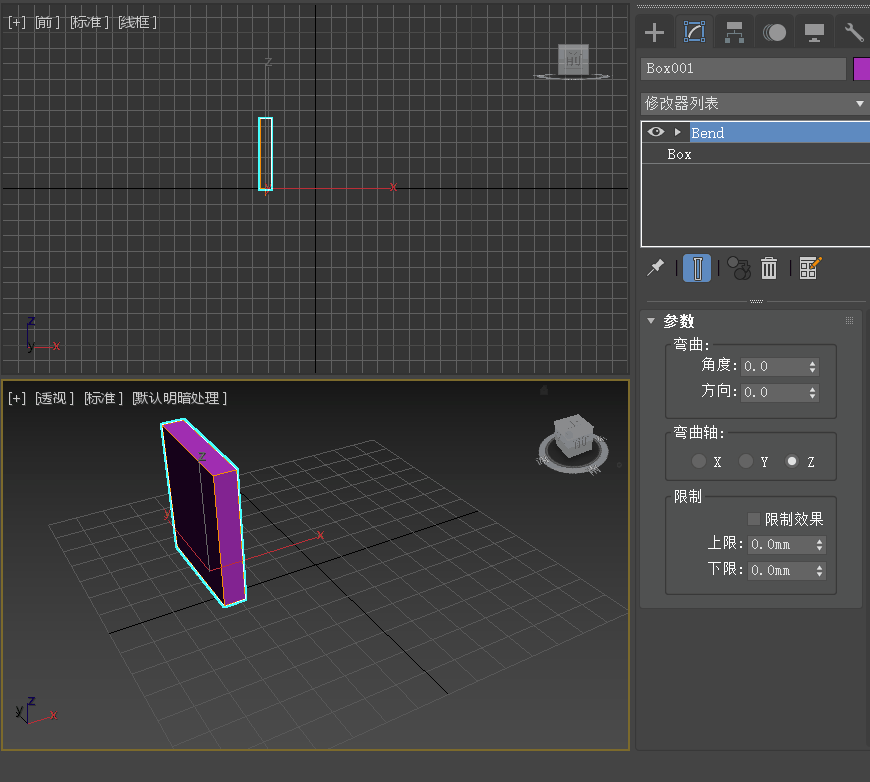 [+] [前] [标准] [线框]
Z
前
x
z
y x
[+] [透视] [标准] [默认明暗处理]
Z
y
x
前
z
y x
Box001
修改器列表
Bend
Box
参数
弯曲:
角度: 0.0
方向: 0.0
弯曲轴:
X Y Z
限制
限制效果
上限: 0.0mm
下限: 0.0mm